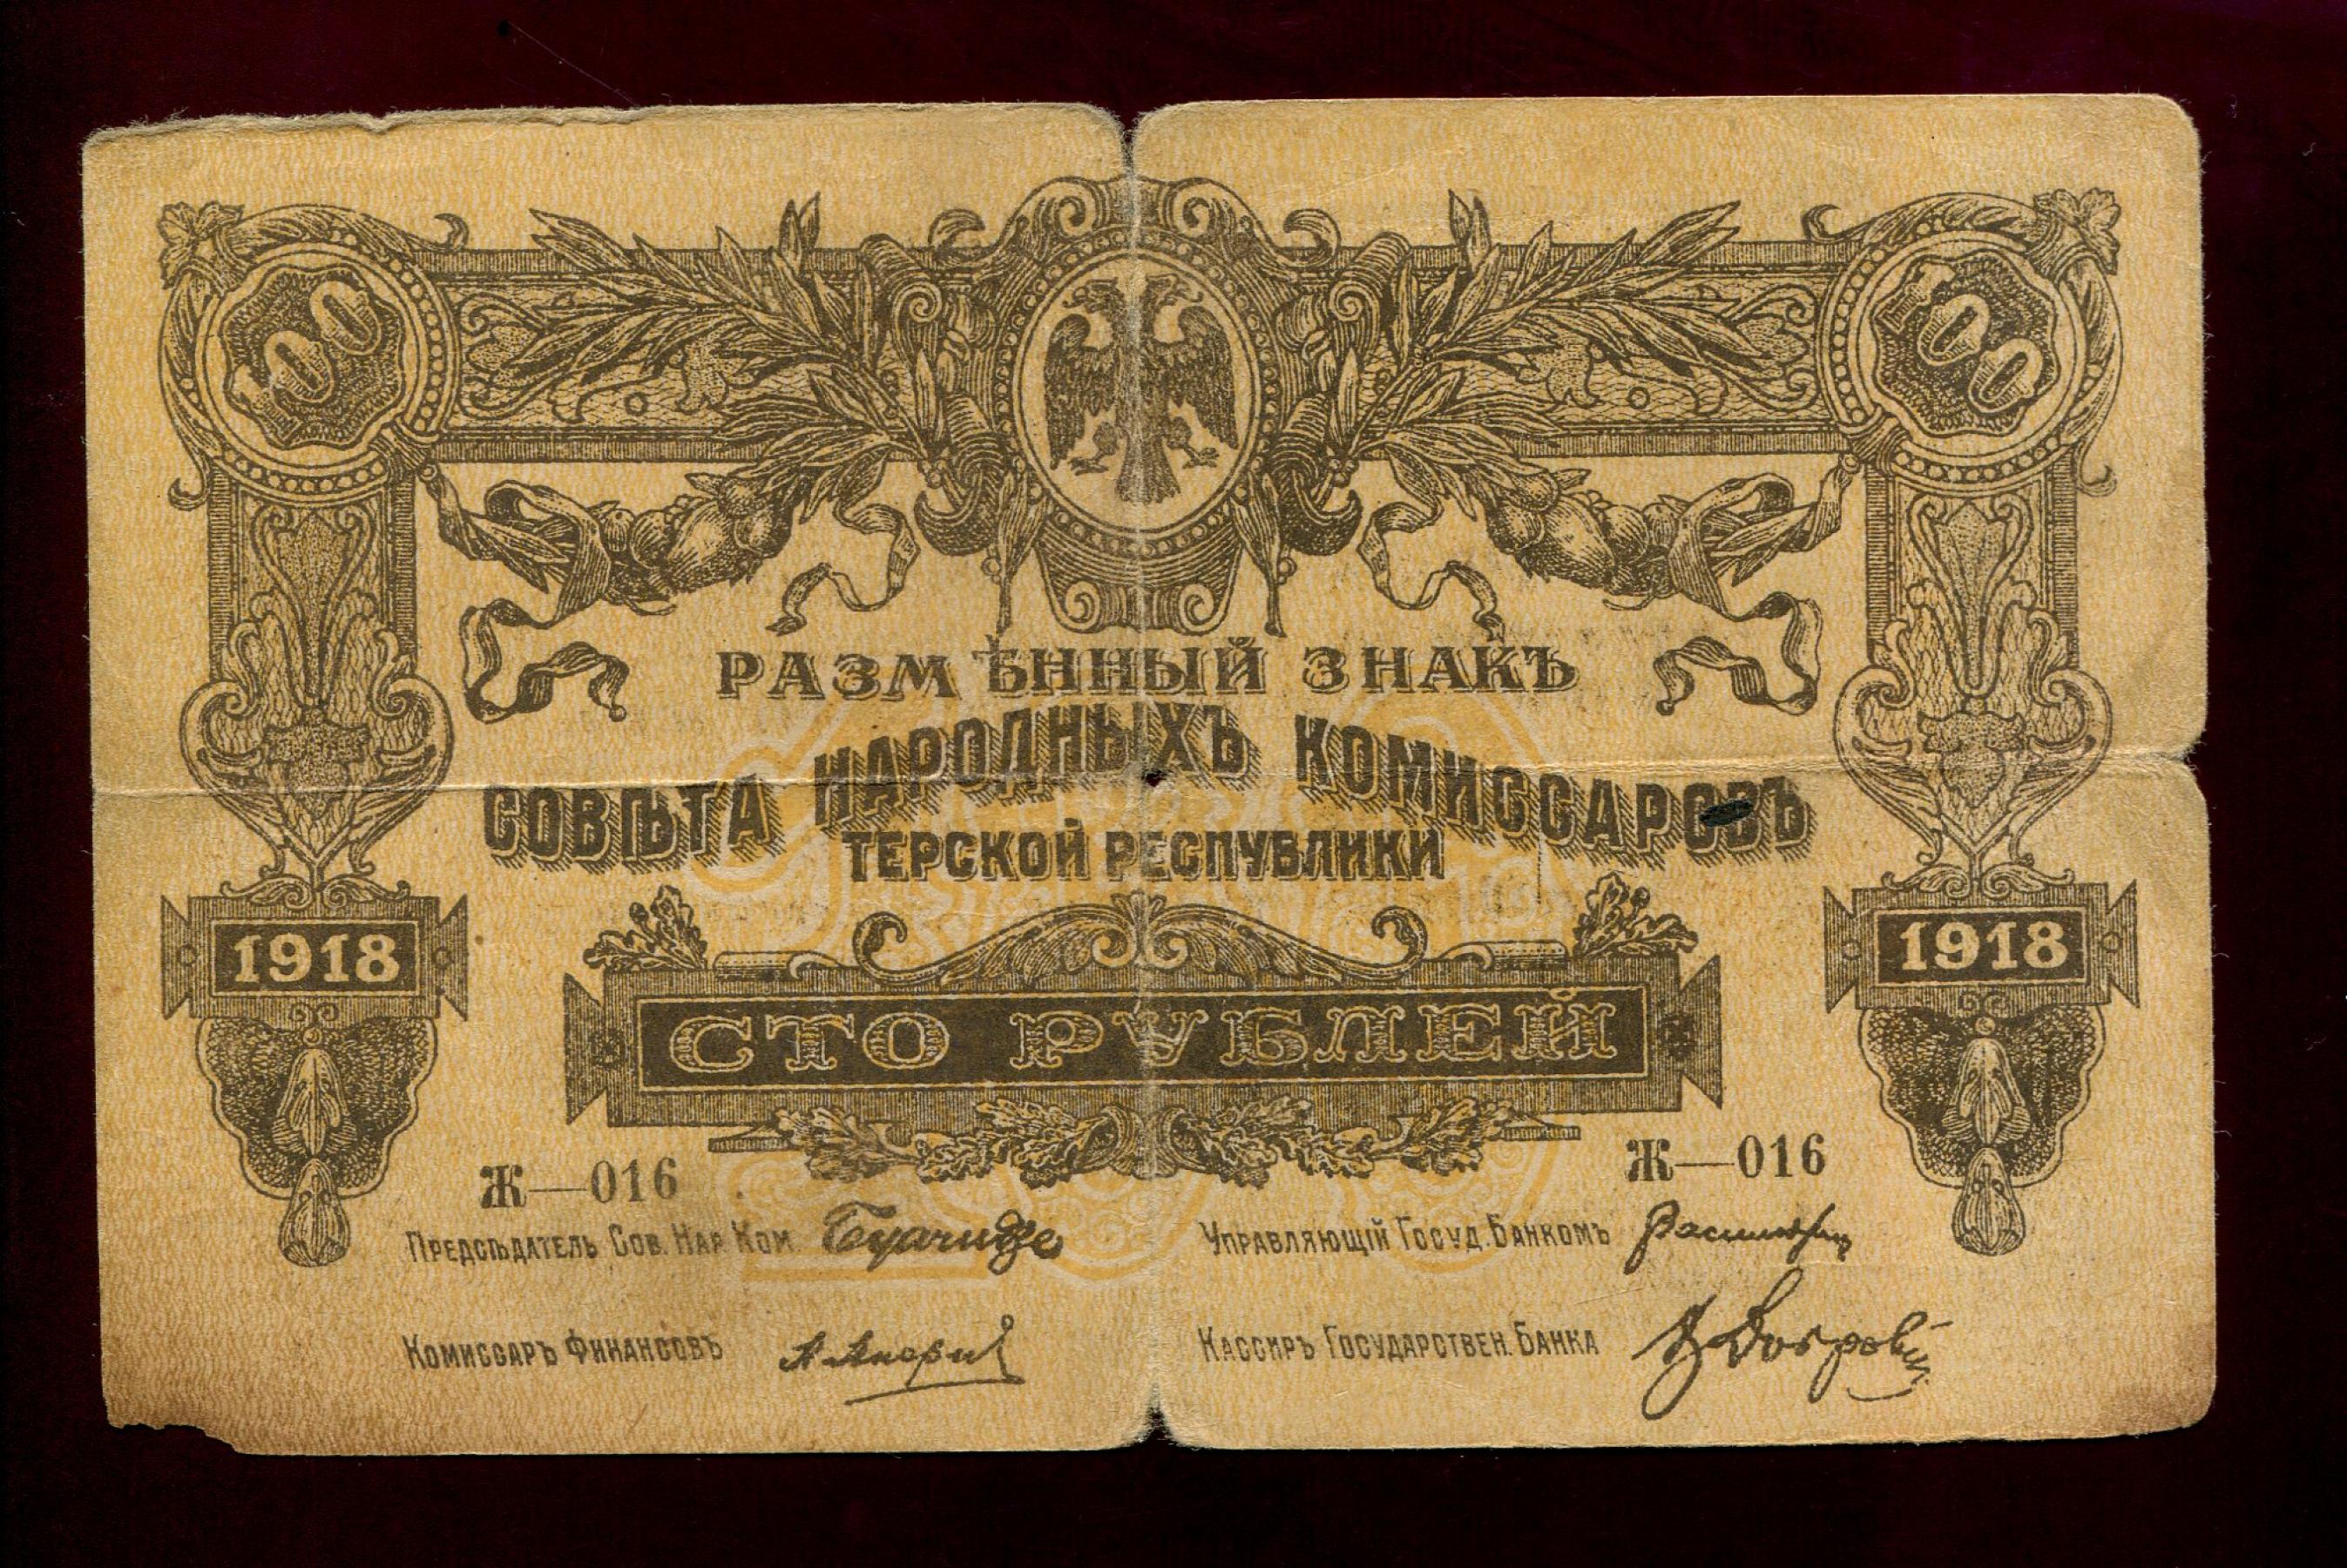 100 100
РАЗМѢННЫЙ ЗНАКЪ
СОВѢТА НАРОДНЫХЪ КОМИССАРОВЪ
ТЕРСКОЙ РЕСПУБЛИКИ
1918 1918
СТО РУБЛЕЙ
Ж—016 Ж—016
ПРЕДСѢДАТЕЛЬ СОВ. НАР. КОМ. Буачидзе УПРАВЛЯЮЩІЙ ГОСУД. БАНКОМЪ
КОМИССАРЪ ФИНАНСОВЪ КАССИРЪ ГОСУДАРСТВЕН. БАНКА